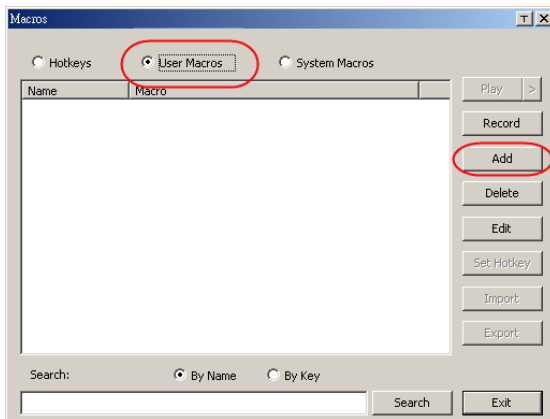 Macros
Hotkeys User Macros System Macros
Name Macro
Play >
Record
Add
Delete
Edit
Set Hotkey
Import
Export
Search: By Name By Key
Search Exit